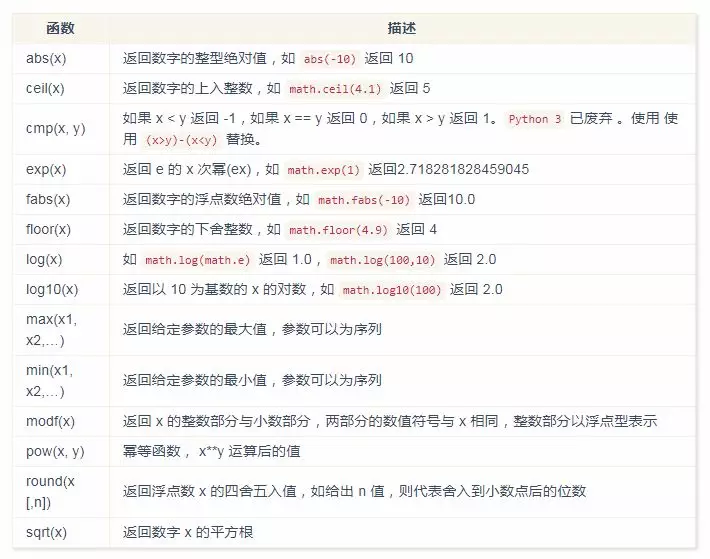 函数 描述
abs(x) 返回数字的整型绝对值，如 abs(-10) 返回 10
ceil(x) 返回数字的上入整数，如 math.ceil(4.1) 返回 5
cmp(x, y) 如果 x < y 返回 -1，如果 x == y 返回 0，如果 x > y 返回 1。 Python 3 已废弃 。使用 使
用 (x>y)-(x<y) 替换。
exp(x) 返回 e 的 x 次幂(ex)，如 math.exp(1) 返回2.718281828459045
fabs(x) 返回数字的浮点数绝对值，如 math.fabs(-10) 返回10.0
floor(x) 返回数字的下舍整数，如 math.floor(4.9) 返回 4
log(x) 如 math.log(math.e) 返回 1.0，math.log(100,10) 返回 2.0
log10(x) 返回以 10 为基数的 x 的对数，如 math.log10(100) 返回 2.0
max(x1,
x2,…) 返回给定参数的最大值，参数可以为序列
min(x1,
x2,…) 返回给定参数的最小值，参数可以为序列
modf(x) 返回 x 的整数部分与小数部分，两部分的数值符号与 x 相同，整数部分以浮点型表示
pow(x, y) 幂等函数， x**y 运算后的值
round(x
[,n]) 返回浮点数 x 的四舍五入值，如给出 n 值，则代表舍入到小数点后的位数
sqrt(x) 返回数字 x 的平方根